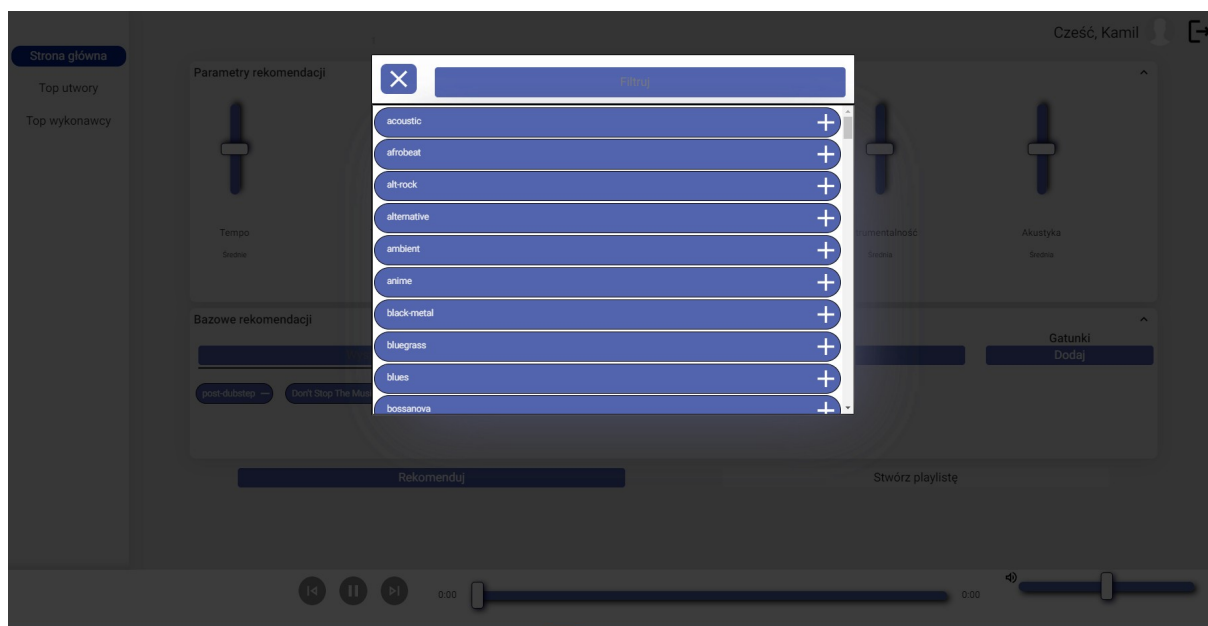 Cześć, Kamil
Strona główna
Top utwory
Top wykonawcy
Parametry rekomendacji
Filtruj
acoustic
afrobeat
alt-rock
alternative
ambient
anime
black-metal
bluegrass
blues
bossanova
Tempo
Średnie
rumentalność
Średnia
Akustyka
Średnia
Bazowe rekomendacji
Gatunki
Dodaj
post-dubstep
Don't Stop The Mus
Rekomenduj
Stwórz playlistę
0:00
0:00